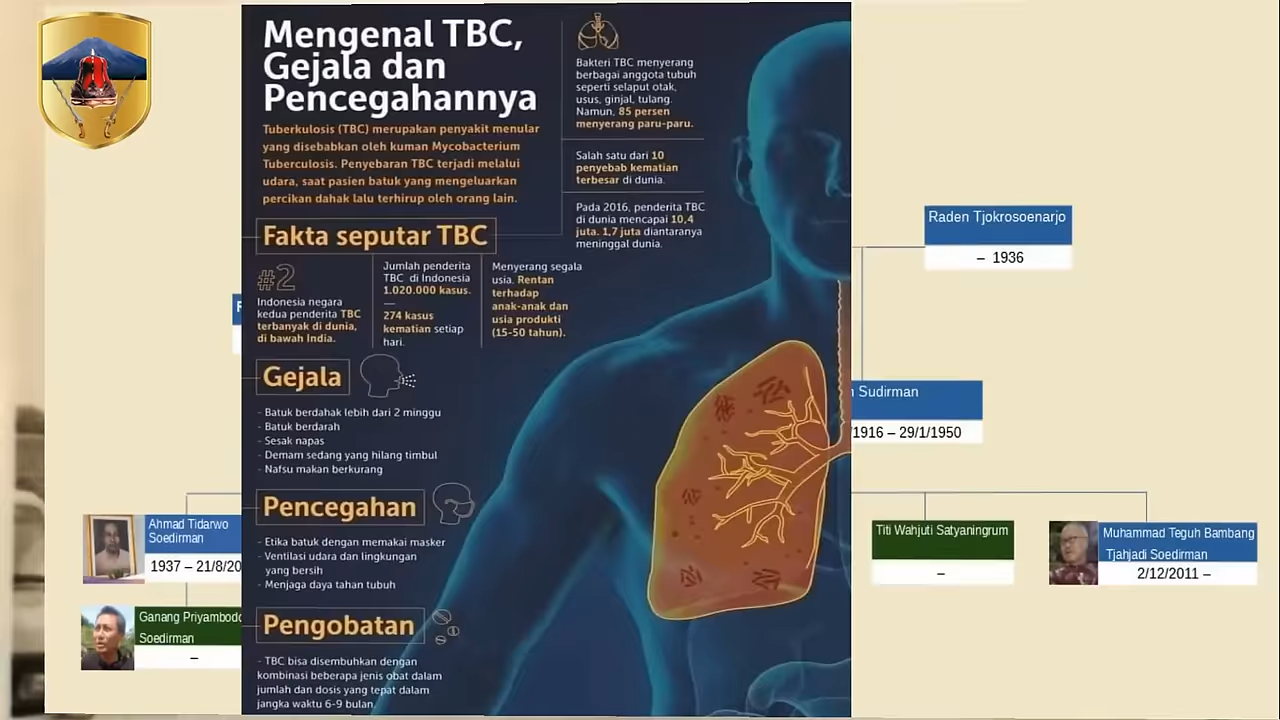 Mengenal TBC,
Gejala dan
Pencegahannya
Tuberkulosis (TBC) merupakan penyakit menular
yang disebabkan oleh kuman Mycobacterium
Tuberculosis. Penyebaran TBC terjadi melalui
udara, saat pasien batuk yang mengeluarkan
percikan dahak lalu terhirup oleh orang lain.
Bakteri TBC menyerang
berbagai anggota tubuh
seperti selaput otak,
usus, ginjal, tulang.
Namun, 85 persen
menyerang paru-paru.
Salah satu dari 10
penyebab kematian
terbesar di dunia.
Pada 2016, penderita TBC
di dunia mencapai 10,4
juta. 1,7 juta diantaranya
meninggal dunia.
Fakta seputar TBC
#2
Indonesia negara
kedua penderita TBC
terbanyak di dunia,
di bawah India.
Jumlah penderita
TBC di Indonesia
1.020.000 kasus.
—
274 kasus
kematian setiap
hari.
Menyerang segala
usia. Rentan
terhadap
anak-anak dan
usia produkti
(15-50 tahun).
Gejala
- Batuk berdahak lebih dari 2 minggu
- Batuk berdarah
- Sesak napas
- Demam sedang yang hilang timbul
- Nafsu makan berkurang
Pencegahan
- Etika batuk dengan memakai masker
- Ventilasi udara dan lingkungan
yang bersih
- Menjaga daya tahan tubuh
Pengobatan
- TBC bisa disembuhkan dengan
kombinasi beberapa jenis obat dalam
jumlah dan dosis yang tepat dalam
jangka waktu 6-9 bulan.
Raden Tjokrosoenarjo
– 1936
Sudirman
/1916 – 29/1/1950
Ahmad Tidarwo
Soedirman
1937 – 21/8/20
Ganang Priyambodo
Soedirman
–
Titi Wahjuti Satyaningrum
–
Muhammad Teguh Bambang
Tjahjadi Soedirman
2/12/2011 –